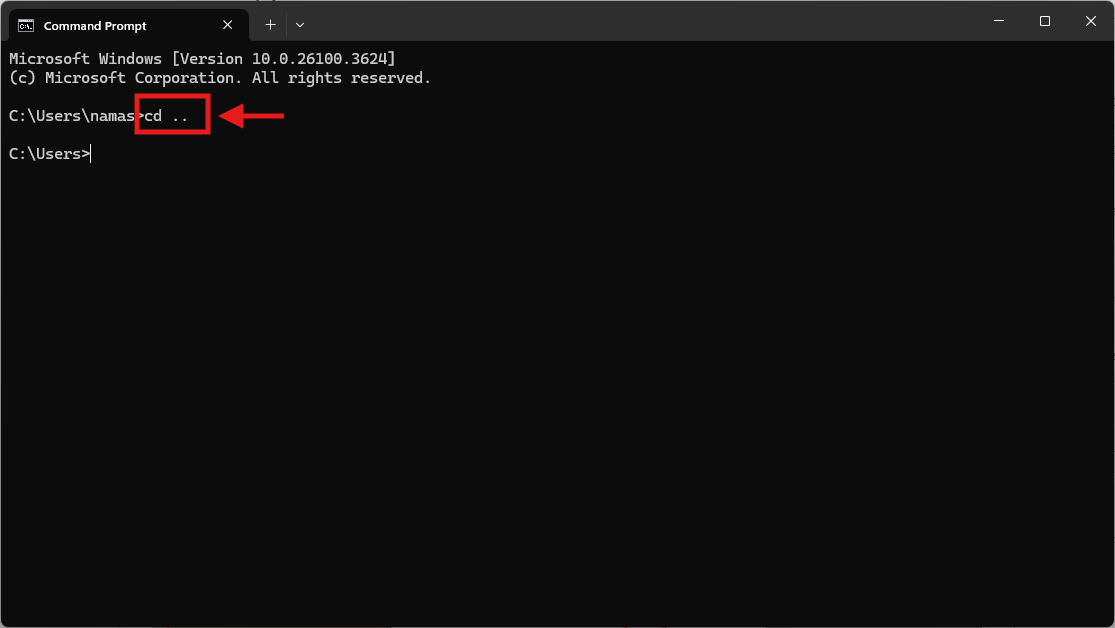 Command Prompt
Microsoft Windows [Version 10.0.26100.3624]
(c) Microsoft Corporation. All rights reserved.
C:\Users\namas>cd ..
C:\Users>